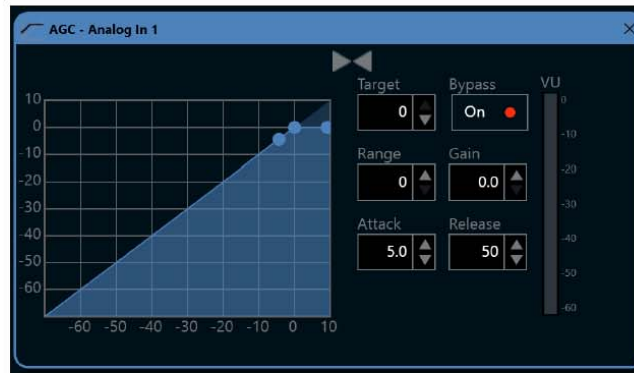 AGC - Analog In 1
Target Bypass VU
0 On
Range Gain
0 0.0
Attack Release
5.0 50
10
0
-10
-20
-30
-40
-50
-60
-60 -50 -40 -30 -20 -10 0 10
0
-10
-20
-30
-40
-50
-60